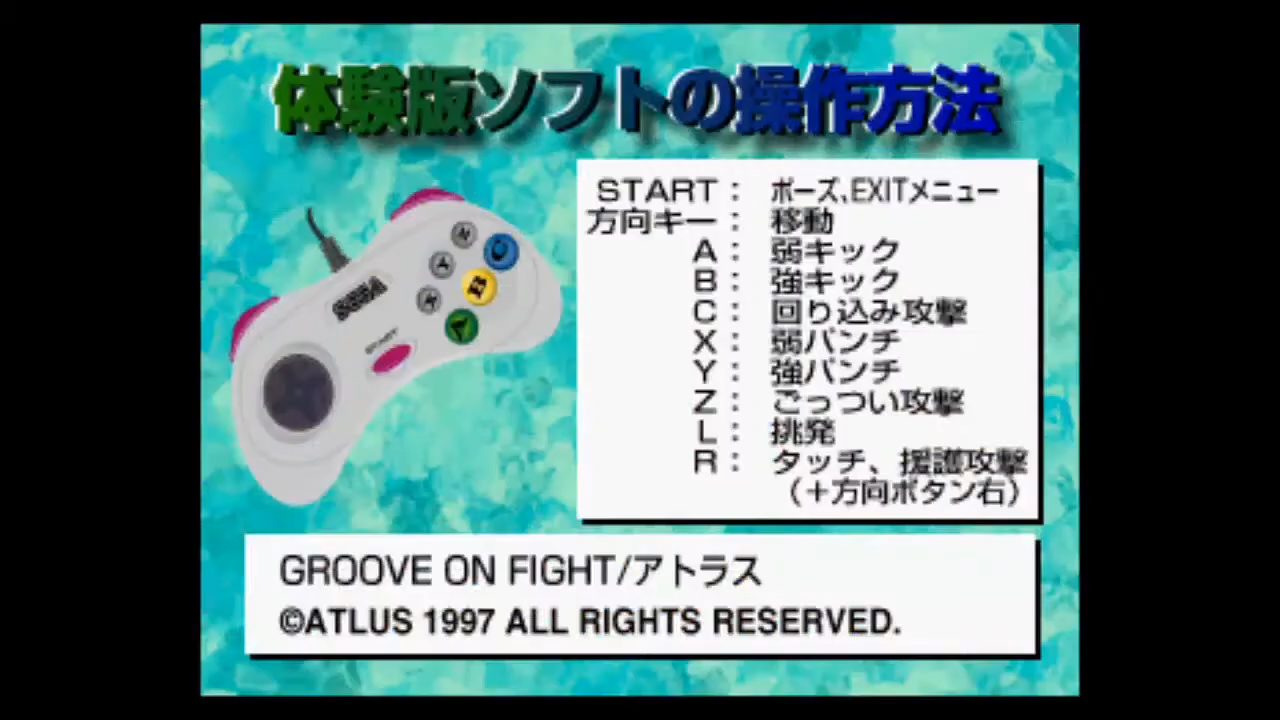 体験版ソフトの操作方法
START： ポーズ、EXITメニュー
方向キー： 移動
A： 弱キック
B： 強キック
C： 回り込み攻撃
X： 弱パンチ
Y： 強パンチ
Z： ごっつい攻撃
L： 挑発
R： タッチ、援護攻撃
（＋方向ボタン右）
SEGA
START
X
Y
Z
A
B
C
GROOVE ON FIGHT/アトラス
©ATLUS 1997 ALL RIGHTS RESERVED.